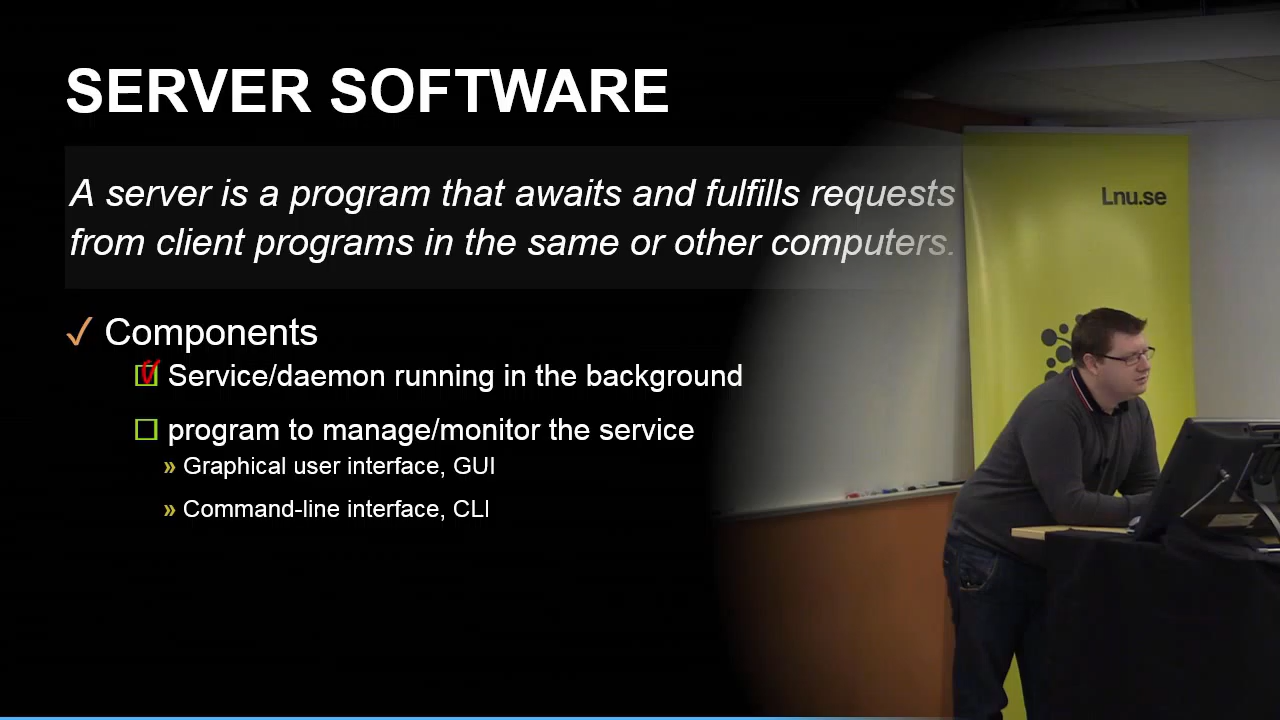 SERVER SOFTWARE
A server is a program that awaits and fulfills requests
from client programs in the same or other computers.
✓ Components
Service/daemon running in the background
program to manage/monitor the service
» Graphical user interface, GUI
» Command-line interface, CLI
Lnu.se